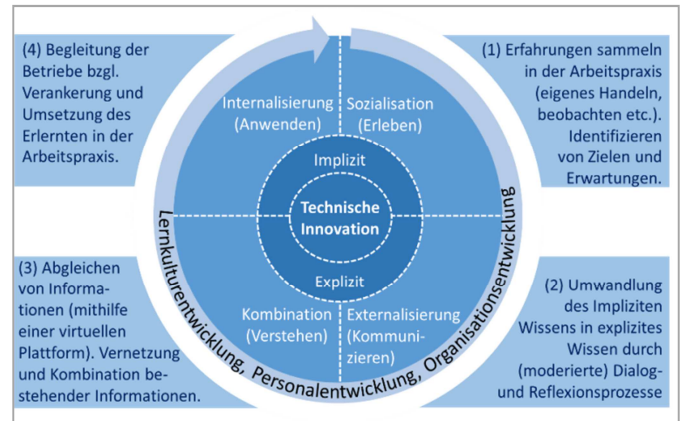 (4) Begleitung der
Betriebe bzgl.
Verankerung und
Umsetzung des
Erlernten in der
Arbeitspraxis.
(1) Erfahrungen sammeln
in der Arbeitspraxis
(eigenes Handeln,
beobachten etc.).
Identifizieren
von Zielen und
Erwartungen.
Internalisierung
(Anwenden)
Sozialisation
(Erleben)
Implizit
Technische
Innovation
Explizit
Kombination
(Verstehen)
Externalisierung
(Kommuni-
zieren)
Lernkulturentwicklung, Personalentwicklung, Organisationsentwicklung
(3) Abgleichen
von Informa-
tionen (mithilfe
einer virtuellen
Plattform). Vernetzung
und Kombination be-
stehender Informationen.
(2) Umwandlung
des Impliziten
Wissens in explizites
Wissen durch
(moderierte) Dialog-
und Reflexionsprozesse